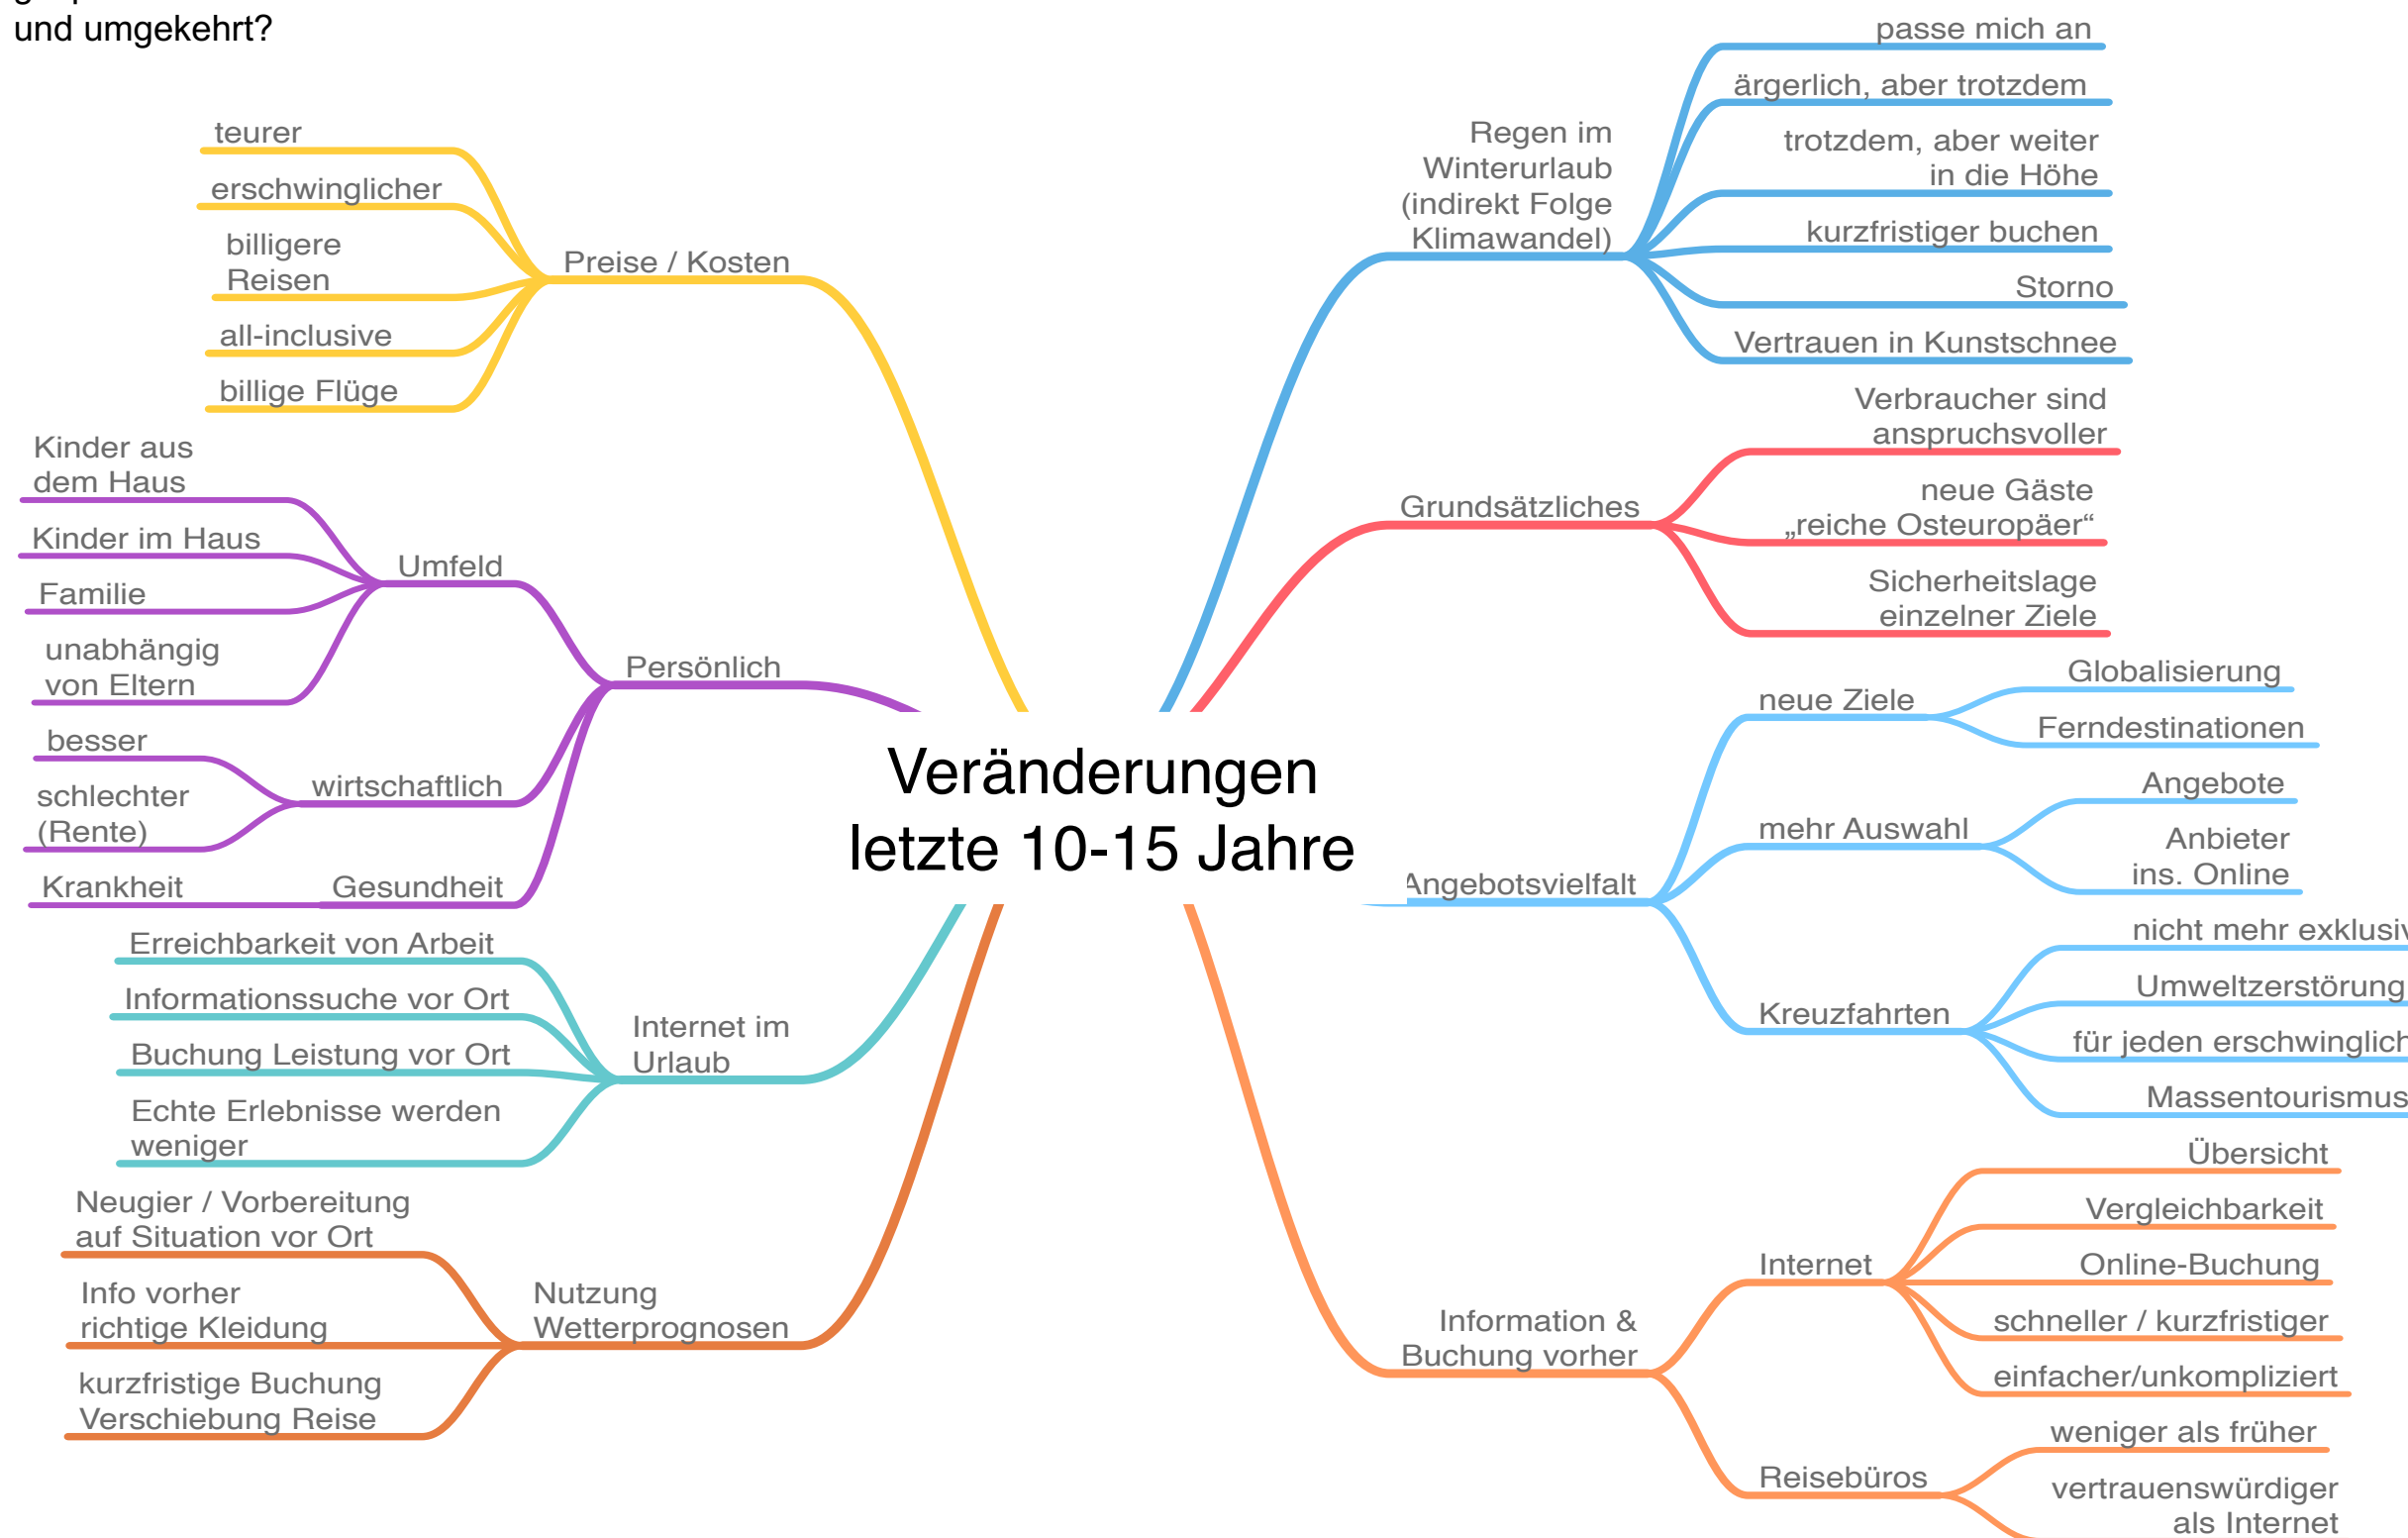 und umgekehrt?
teurer
erschwinglicher
billigere
Reisen
all-inclusive
billige Flüge
Preise / Kosten
Kinder aus
dem Haus
Kinder im Haus
Familie
unabhängig
von Eltern
Umfeld
besser
schlechter
(Rente)
wirtschaftlich
Krankheit
Gesundheit
Persönlich
Erreichbarkeit von Arbeit
Informationssuche vor Ort
Buchung Leistung vor Ort
Echte Erlebnisse werden
weniger
Internet im
Urlaub
Neugier / Vorbereitung
auf Situation vor Ort
Info vorher
richtige Kleidung
kurzfristige Buchung
Verschiebung Reise
Nutzung
Wetterprognosen
Veränderungen
letzte 10-15 Jahre
Regen im
Winterurlaub
(indirekt Folge
Klimawandel)
passe mich an
ärgerlich, aber trotzdem
trotzdem, aber weiter
in die Höhe
kurzfristiger buchen
Storno
Vertrauen in Kunstschnee
Grundsätzliches
Verbraucher sind
anspruchsvoller
neue Gäste
„reiche Osteuropäer“
Sicherheitslage
einzelner Ziele
Angebotsvielfalt
neue Ziele
Globalisierung
Ferndestinationen
mehr Auswahl
Angebote
Anbieter
ins. Online
Kreuzfahrten
nicht mehr exklusiv
Umweltzerstörung
für jeden erschwinglich
Massentourismus
Information &
Buchung vorher
Internet
Übersicht
Vergleichbarkeit
Online-Buchung
schneller / kurzfristiger
einfacher/unkompliziert
Reisebüros
weniger als früher
vertrauenswürdiger
als Internet